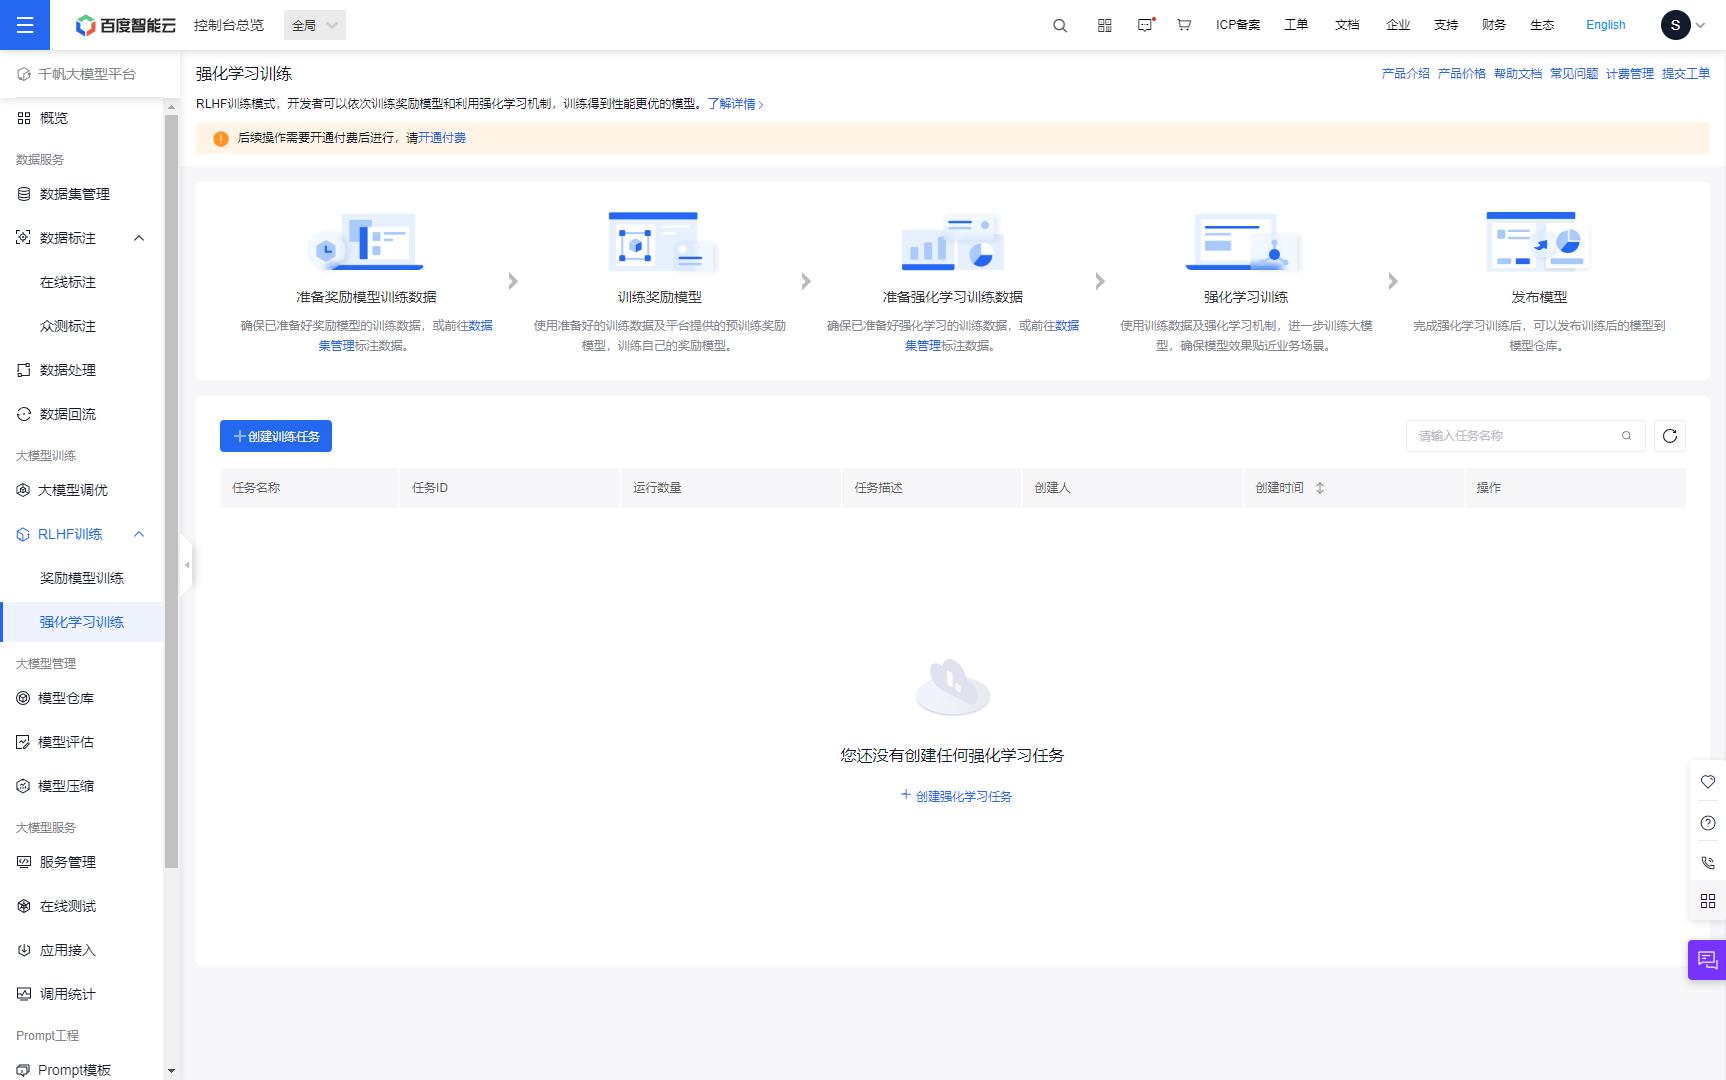 百度智能云
控制台总览
全局
ICP备案
工单
文档
企业
支持
财务
生态
English
S
千帆大模型平台
概览
数据服务
数据集管理
数据标注
在线标注
众测标注
数据处理
数据回流
大模型训练
大模型调优
RLHF训练
奖励模型训练
强化学习训练
大模型管理
模型仓库
模型评估
模型压缩
大模型服务
服务管理
在线测试
应用接入
调用统计
Prompt工程
Prompt模板
强化学习训练
产品介绍 产品价格 帮助文档 常见问题 计费管理 提交工单
RLHF训练模式，开发者可以依次训练奖励模型和利用强化学习机制，训练得到性能更优的模型。了解详情
后续操作需要开通付费后进行，请开通付费
准备奖励模型训练数据
确保已准备好奖励模型的训练数据，或前往数据
集管理标注数据。
训练奖励模型
使用准备好的训练数据及平台提供的预训练奖励
模型，训练自己的奖励模型。
准备强化学习训练数据
确保已准备好强化学习的训练数据，或前往数据
集管理标注数据。
强化学习训练
使用训练数据及强化学习机制，进一步训练大模
型，确保模型效果贴近业务场景。
发布模型
完成强化学习训练后，可以发布训练后的模型到
模型仓库。
创建训练任务
请输入任务名称
任务名称
任务ID
运行数量
任务描述
创建人
创建时间
操作
您还没有创建任何强化学习任务
+ 创建强化学习任务